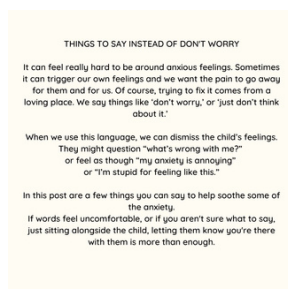 THINGS TO SAY INSTEAD OF DON'T WORRY
It can feel really hard to be around anxious feelings. Sometimes
it can trigger our own feelings and we want the pain to go away
for them and for us. Of course, trying to fix it comes from a
loving place. We say things like 'don't worry,' or 'just don't think
about it.'
When we use this language, we can dismiss the child's feelings.
They might question "what's wrong with me?"
or feel as though "my anxiety is annoying"
or "I'm stupid for feeling like this."
In this post are a few things you can say to help soothe some of
the anxiety.
If words feel uncomfortable, or if you aren't sure what to say,
just sitting alongside the child, letting them know you're there
with them is more than enough.